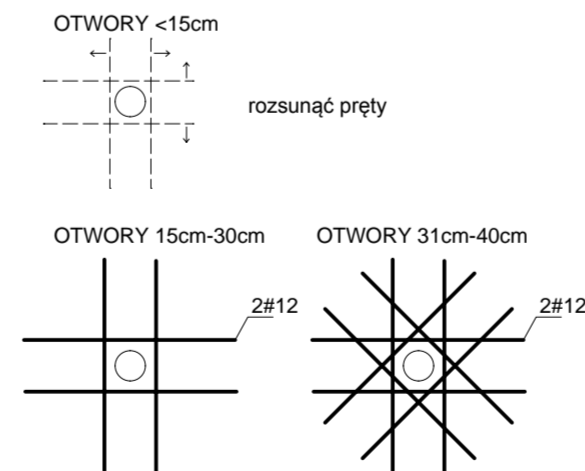 OTWORY <15cm
rozsunąć pręty
OTWORY 15cm-30cm
OTWORY 31cm-40cm
2#12
2#12